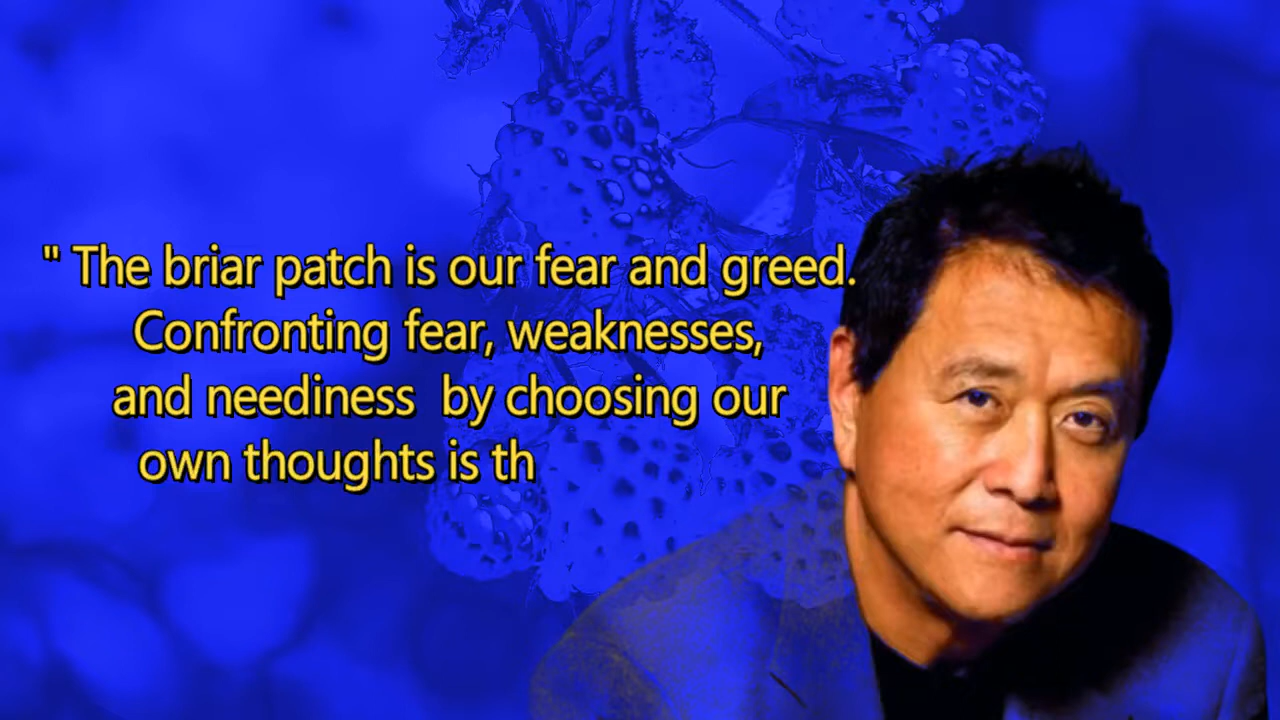 " The briar patch is our fear and greed.
Confronting fear, weaknesses,
and neediness by choosing our
own thoughts is th